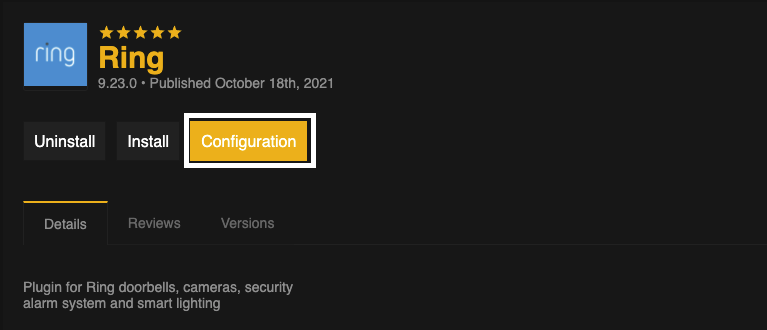 ring
Ring
9.23.0 • Published October 18th, 2021
Uninstall Install Configuration
Details Reviews Versions
Plugin for Ring doorbells, cameras, security
alarm system and smart lighting